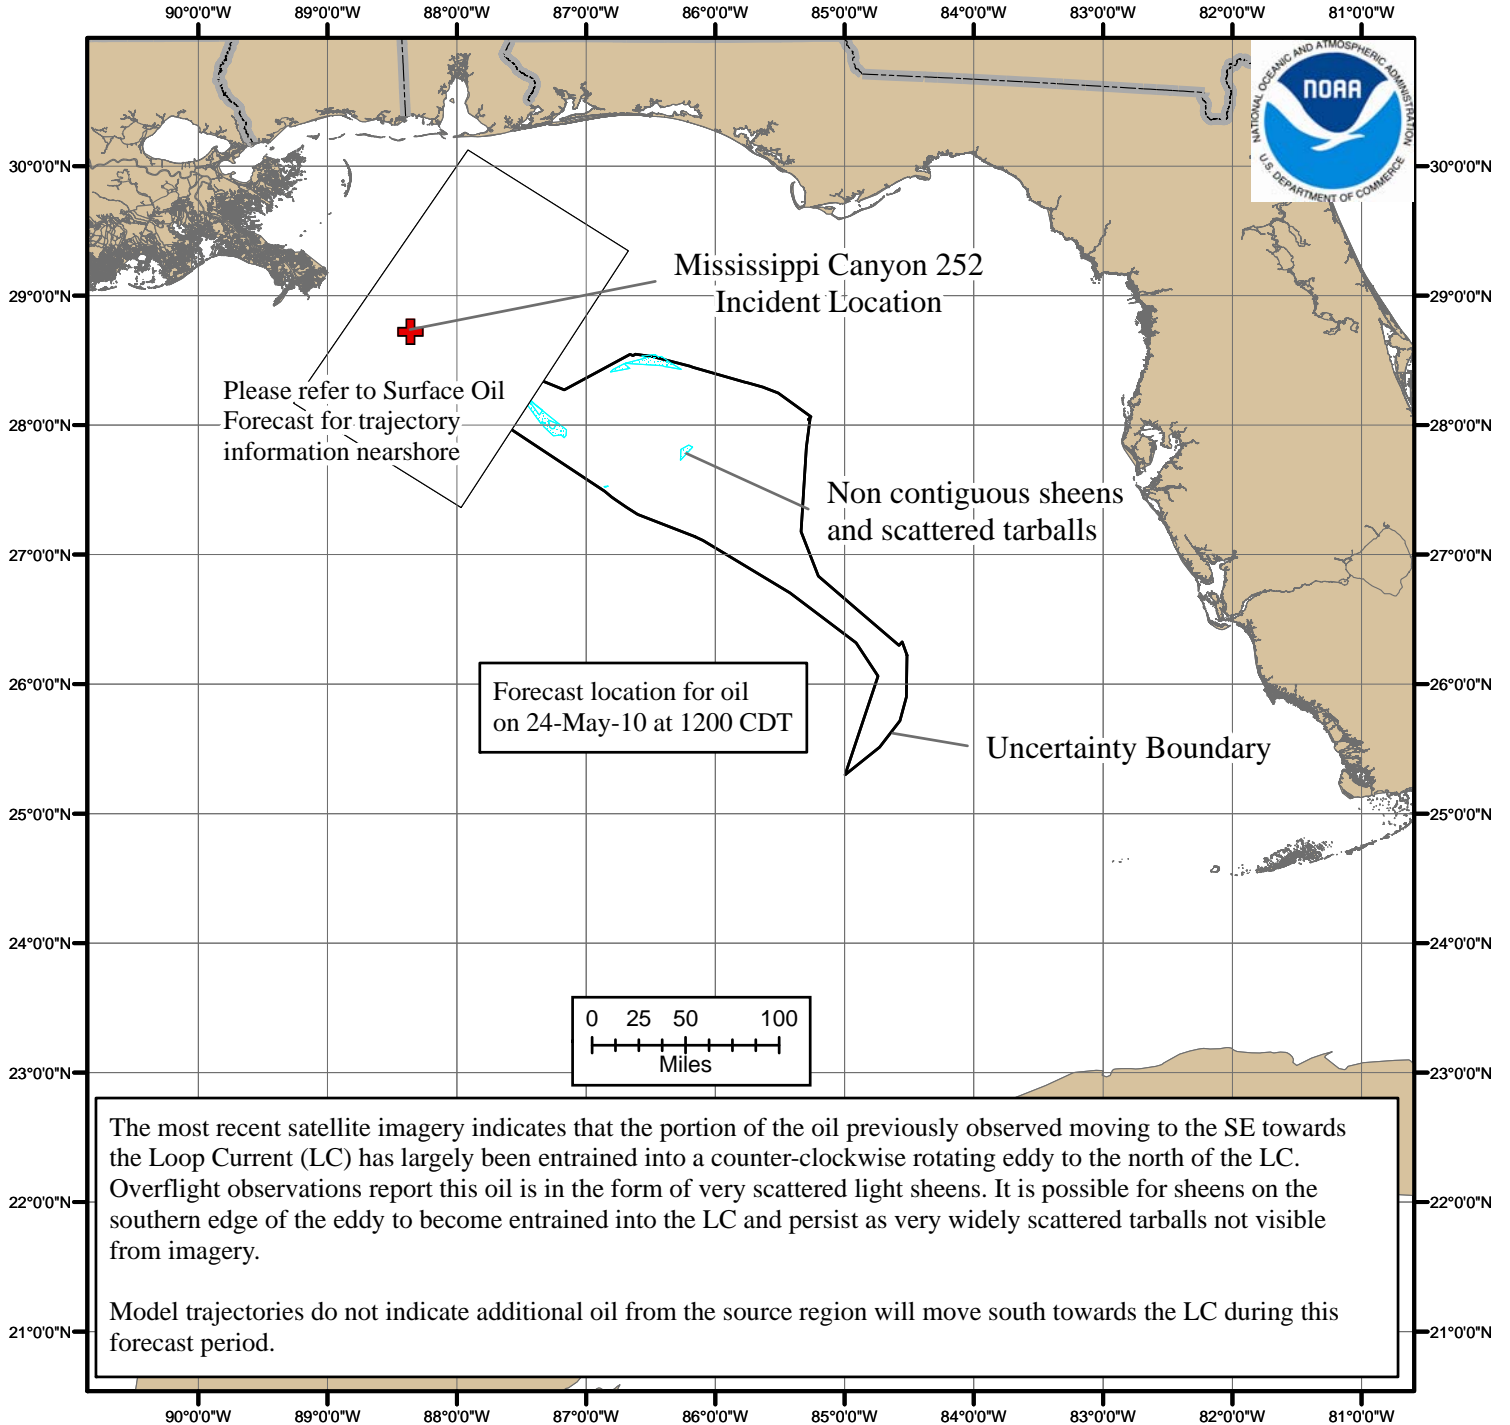 90°0'0"W 89°0'0"W 88°0'0"W 87°0'0"W 86°0'0"W 85°0'0"W 84°0'0"W 83°0'0"W 82°0'0"W 81°0'0"W
NATIONAL OCEANIC AND ATMOSPHERIC ADMINISTRATION
NOAA
U.S. DEPARTMENT OF COMMERCE
30°0'0"N 30°0'0"N
Mississippi Canyon 252
Incident Location
29°0'0"N 29°0'0"N
Please refer to Surface Oil
Forecast for trajectory
information nearshore
28°0'0"N 28°0'0"N
Non contiguous sheens
and scattered tarballs
27°0'0"N 27°0'0"N
Forecast location for oil
on 24-May-10 at 1200 CDT
26°0'0"N 26°0'0"N
Uncertainty Boundary
25°0'0"N 25°0'0"N
24°0'0"N 24°0'0"N
0 25 50 100
Miles
23°0'0"N 23°0'0"N
The most recent satellite imagery indicates that the portion of the oil previously observed moving to the SE towards
the Loop Current (LC) has largely been entrained into a counter-clockwise rotating eddy to the north of the LC.
Overflight observations report this oil is in the form of very scattered light sheens. It is possible for sheens on the
southern edge of the eddy to become entrained into the LC and persist as very widely scattered tarballs not visible
from imagery.
22°0'0"N 22°0'0"N
Model trajectories do not indicate additional oil from the source region will move south towards the LC during this
forecast period.
21°0'0"N 21°0'0"N
90°0'0"W 89°0'0"W 88°0'0"W 87°0'0"W 86°0'0"W 85°0'0"W 84°0'0"W 83°0'0"W 82°0'0"W 81°0'0"W